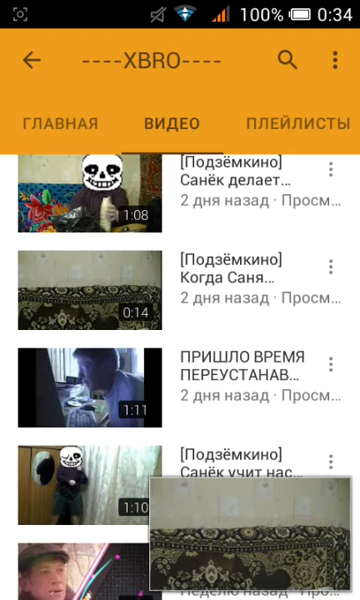 100% 0:34
----XBRO----
ГЛАВНАЯ ВИДЕО ПЛЕЙЛИСТЫ
[Подзёмкино]
Санёк делает...
2 дня назад · Просм...
1:08
[Подзёмкино]
Когда Саня...
2 дня назад · Просм...
0:14
ПРИШЛО ВРЕМЯ
ПЕРЕУСТАНАВ...
2 дня назад · Просм...
1:11
[Подзёмкино]
Санёк учит нас...
1:10
Неделю назад · Про...